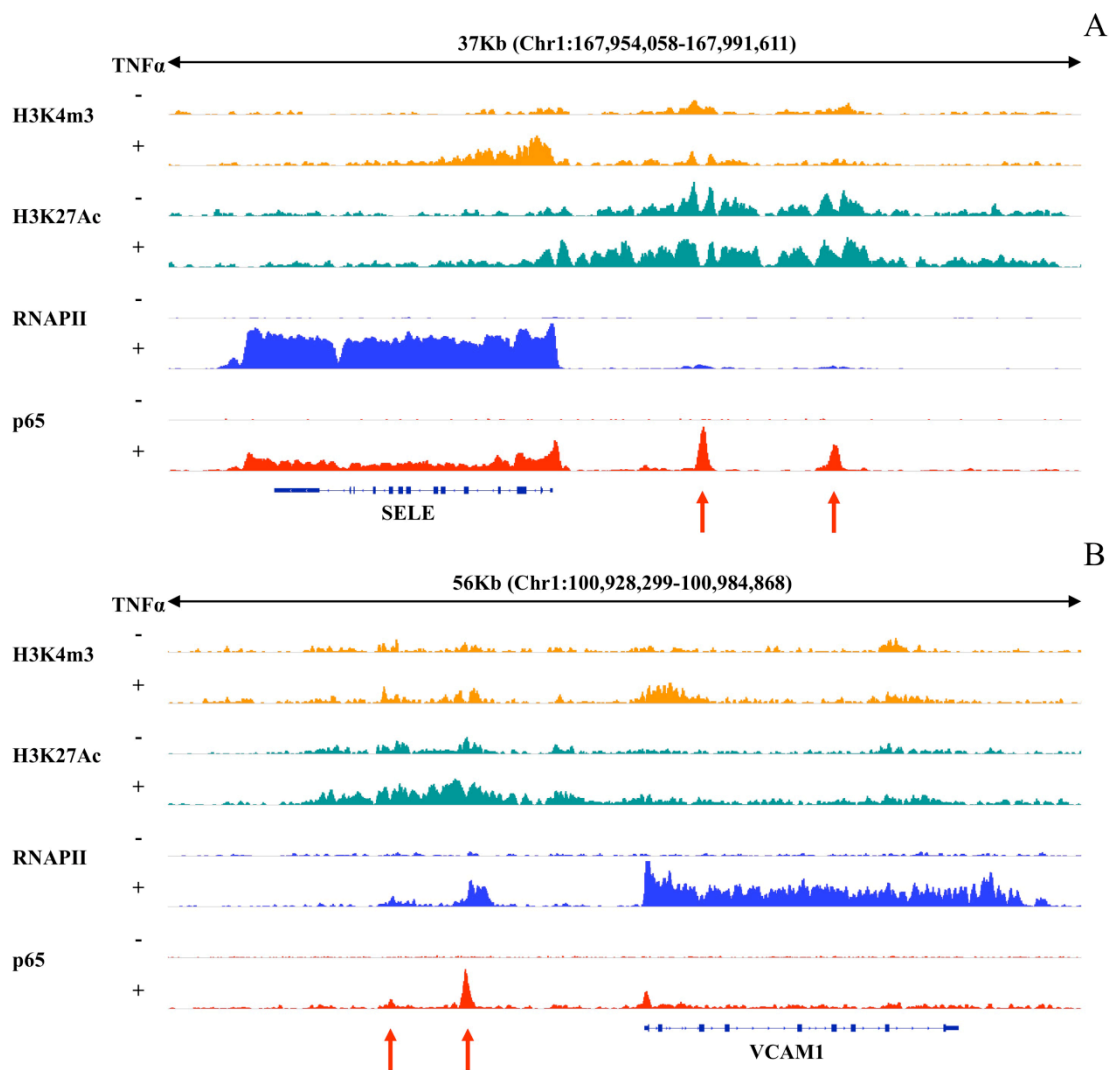 A
37Kb (Chr1:167,954,058-167,991,611)
TNFα
-
H3K4m3
+
-
H3K27Ac
+
-
RNAPII
+
-
p65
+
SELE
B
56Kb (Chr1:100,928,299-100,984,868)
TNFα
-
H3K4m3
+
-
H3K27Ac
+
-
RNAPII
+
-
p65
+
VCAM1